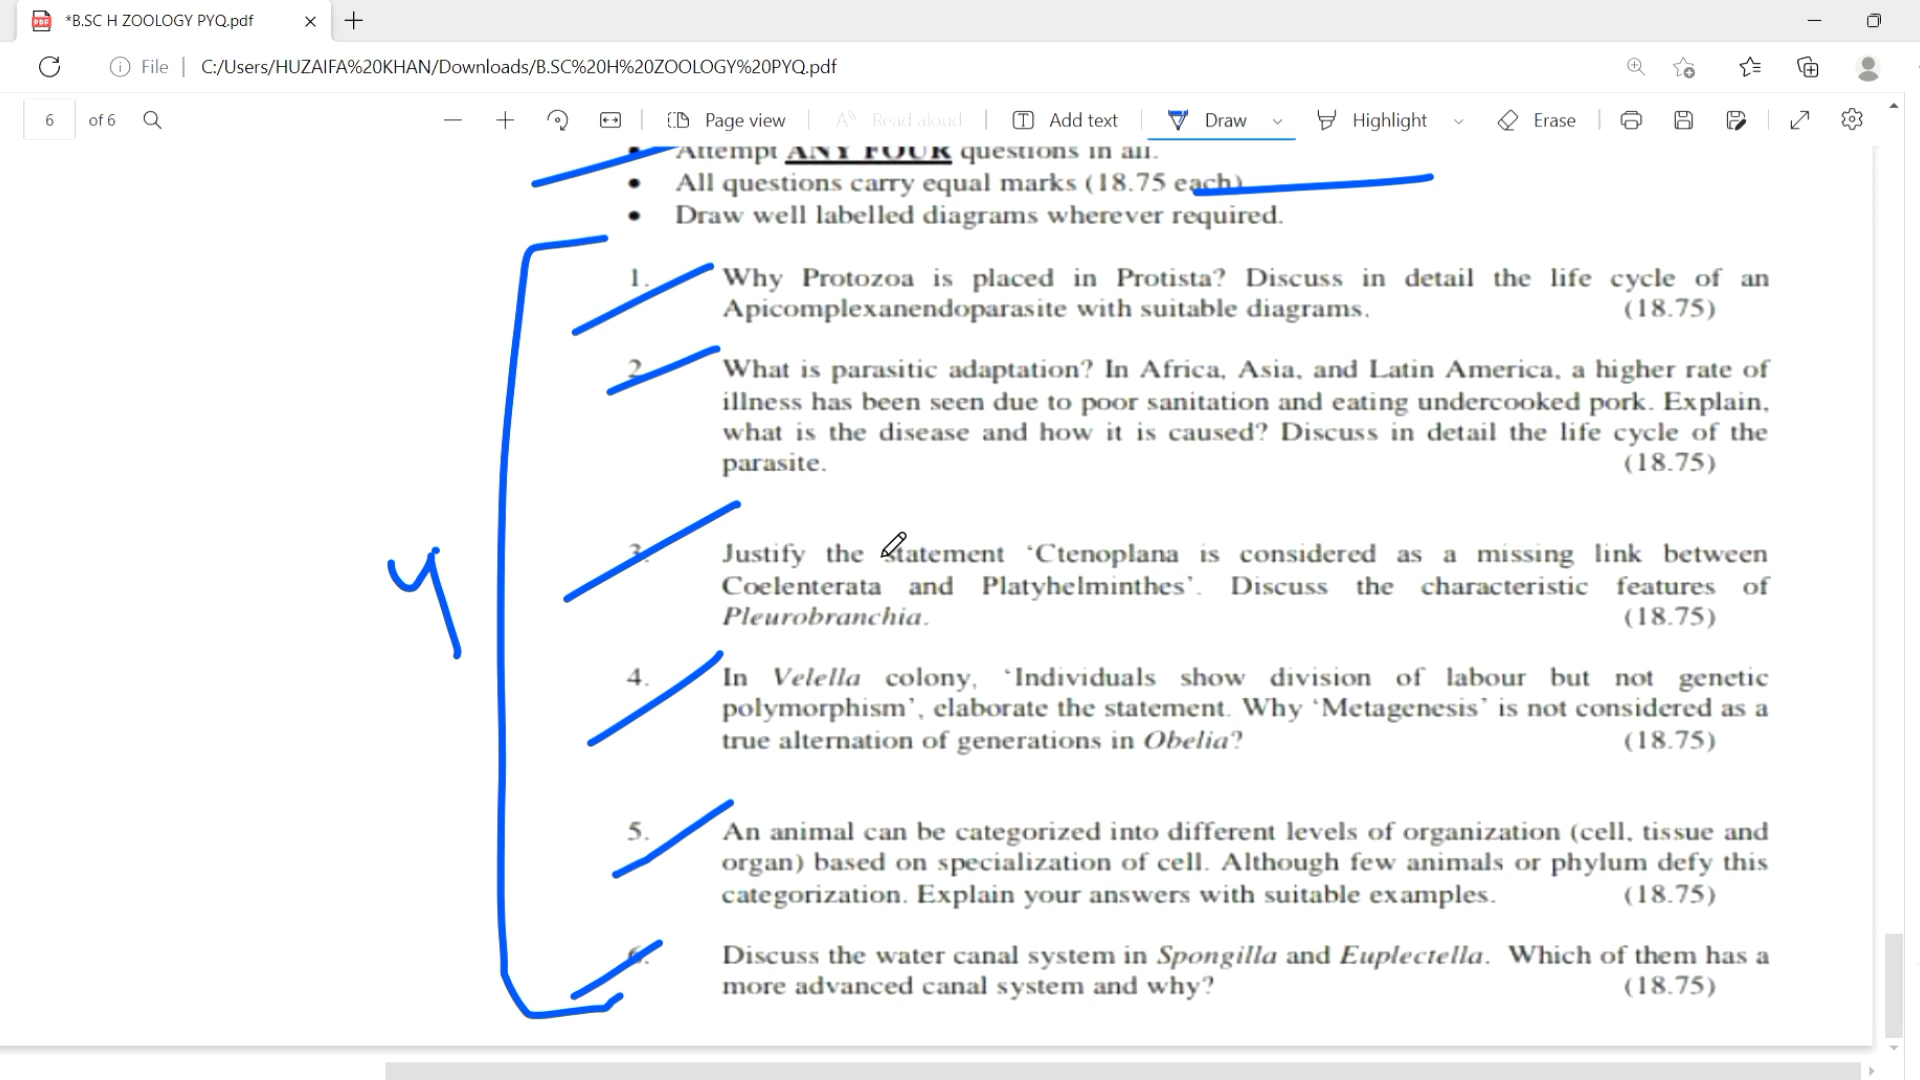 *B.SC H ZOOLOGY PYQ.pdf
File | C:/Users/HUZAIFA%20KHAN/Downloads/B.SC%20H%20ZOOLOGY%20PYQ.pdf
6 of 6 Page view Read aloud Add text Draw Highlight Erase
• Attempt ANY FOUR questions in all.
• All questions carry equal marks (18.75 each)
• Draw well labelled diagrams wherever required.
1. Why Protozoa is placed in Protista? Discuss in detail the life cycle of an
Apicomplexanendoparasite with suitable diagrams. (18.75)
2. What is parasitic adaptation? In Africa, Asia, and Latin America, a higher rate of
illness has been seen due to poor sanitation and eating undercooked pork. Explain,
what is the disease and how it is caused? Discuss in detail the life cycle of the
parasite. (18.75)
3. Justify the statement ‘Ctenoplana is considered as a missing link between
Coelenterata and Platyhelminthes’. Discuss the characteristic features of
Pleurobranchia. (18.75)
4. In Velella colony, ‘Individuals show division of labour but not genetic
polymorphism’, elaborate the statement. Why ‘Metagenesis’ is not considered as a
true alternation of generations in Obelia? (18.75)
5. An animal can be categorized into different levels of organization (cell, tissue and
organ) based on specialization of cell. Although few animals or phylum defy this
categorization. Explain your answers with suitable examples. (18.75)
6. Discuss the water canal system in Spongilla and Euplectella. Which of them has a
more advanced canal system and why? (18.75)
4